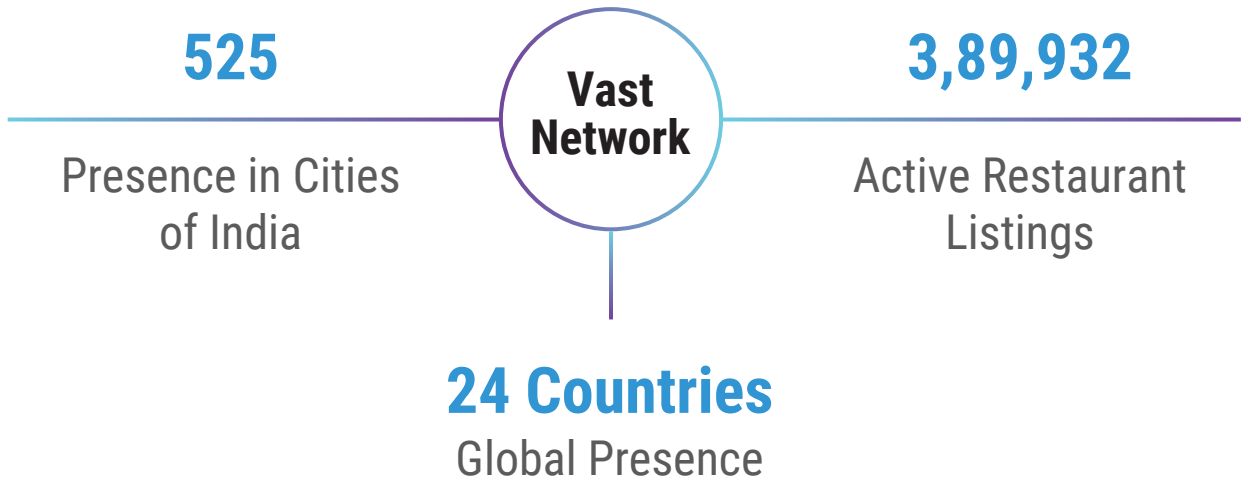 525
Presence in Cities
of India
Vast
Network
3,89,932
Active Restaurant
Listings
24 Countries
Global Presence